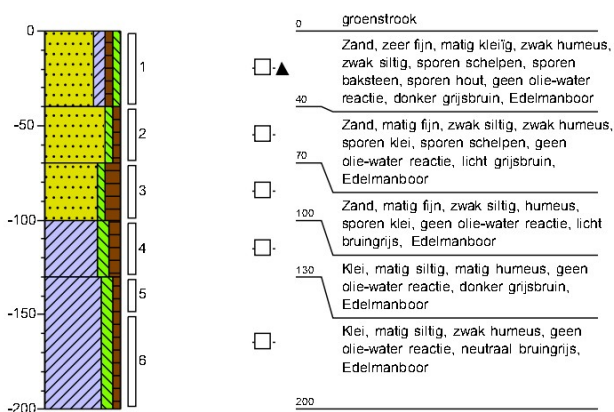 0
groenstrook
0
Zand, zeer fijn, matig kleiïg, zwak humeus,
zwak siltig, sporen schelpen, sporen
baksteen, sporen hout, geen olie-water
reactie, donker grijsbruin, Edelmanboor
1
40
-50
2
Zand, matig fijn, zwak siltig, zwak humeus,
sporen klei, sporen schelpen, geen
olie-water reactie, licht grijsbruin,
Edelmanboor
70
3
-100
100
Zand, matig fijn, zwak siltig, humeus,
sporen klei, geen olie-water reactie, licht
bruingrijs, Edelmanboor
4
130
Klei, matig siltig, matig humeus, geen
olie-water reactie, donker grijsbruin,
Edelmanboor
5
-150
6
Klei, matig siltig, zwak humeus, geen
olie-water reactie, neutraal bruingrijs,
Edelmanboor
-200
200